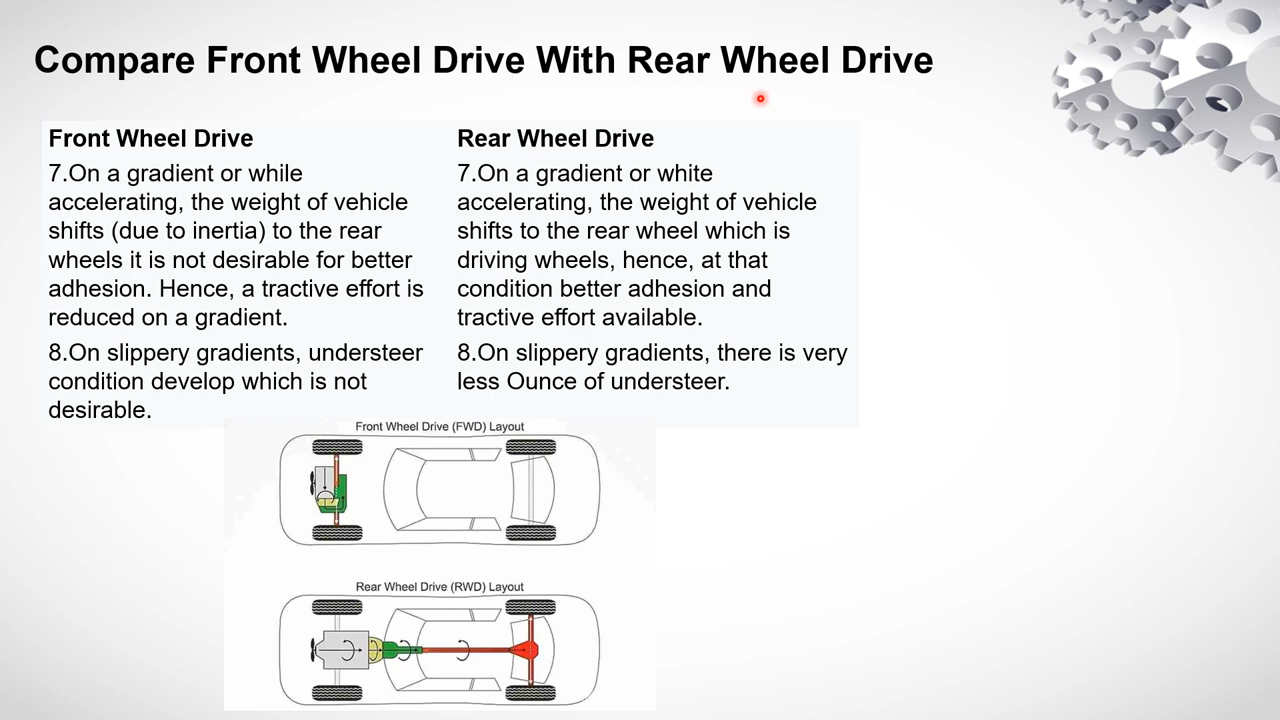 Compare Front Wheel Drive With Rear Wheel Drive
Front Wheel Drive
7.On a gradient or while
accelerating, the weight of vehicle
shifts (due to inertia) to the rear
wheels it is not desirable for better
adhesion. Hence, a tractive effort is
reduced on a gradient.
8.On slippery gradients, understeer
condition develop which is not
desirable.
Rear Wheel Drive
7.On a gradient or white
accelerating, the weight of vehicle
shifts to the rear wheel which is
driving wheels, hence, at that
condition better adhesion and
tractive effort available.
8.On slippery gradients, there is very
less Ounce of understeer.
Front Wheel Drive (FWD) Layout
Rear Wheel Drive (RWD) Layout